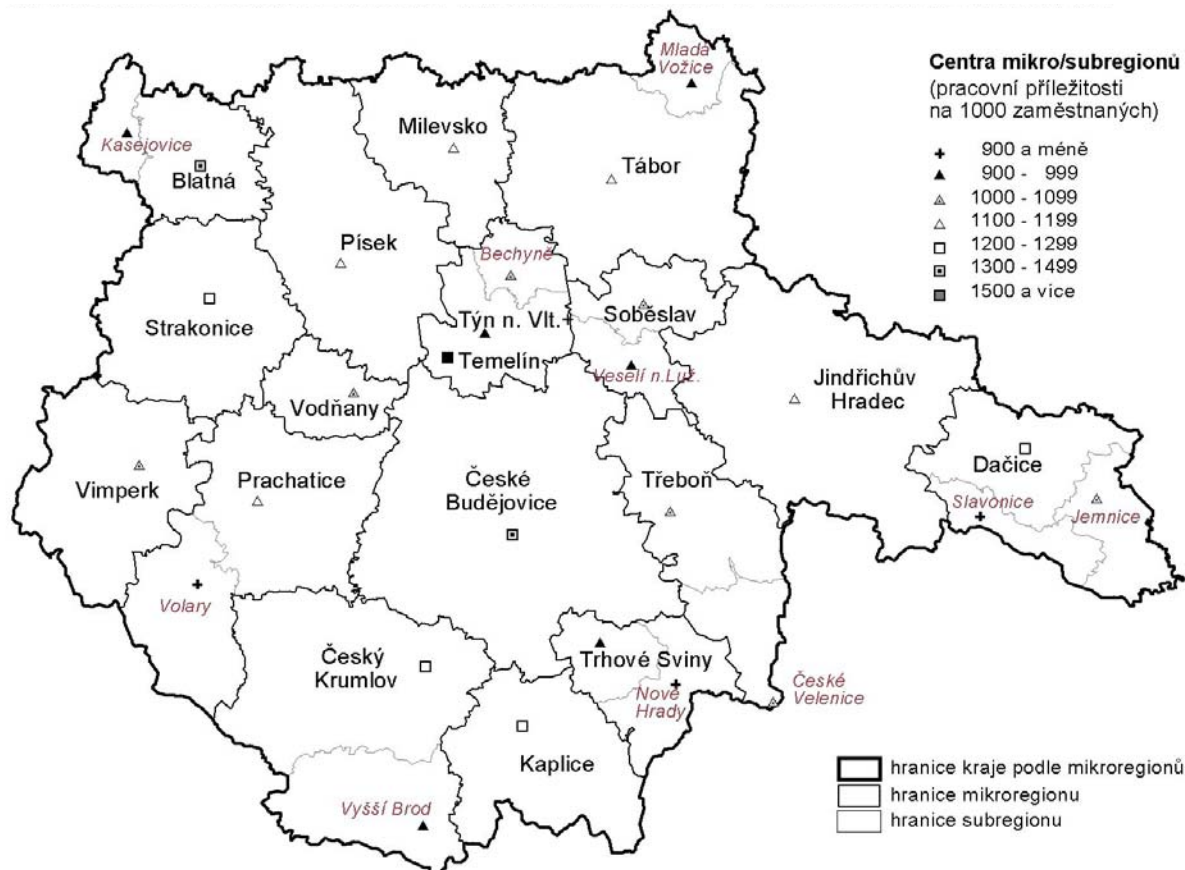 Mladá
Vožice
Centra mikro/subregionů
(pracovní příležitosti
na 1000 zaměstnaných)
900 a méně
900 - 999
1000 - 1099
1100 - 1199
1200 - 1299
1300 - 1499
1500 a více
Milevsko
Kasejovice
Blatná
Tábor
Písek
Bechyně
Strakonice
Týn n. Vlt.+
Temelín
Soběslav
Veselí n.Luž.
Vodňany
Jindřichův
Hradec
Vimperk
Prachatice
České
Budějovice
Třeboň
Dačice
Slavonice
Jemnice
Volary
Český
Krumlov
Trhové Sviny
Nové
Hrady
České
Velenice
Kaplice
Vyšší Brod
hranice kraje podle mikroregionů
hranice mikroregionu
hranice subregionu